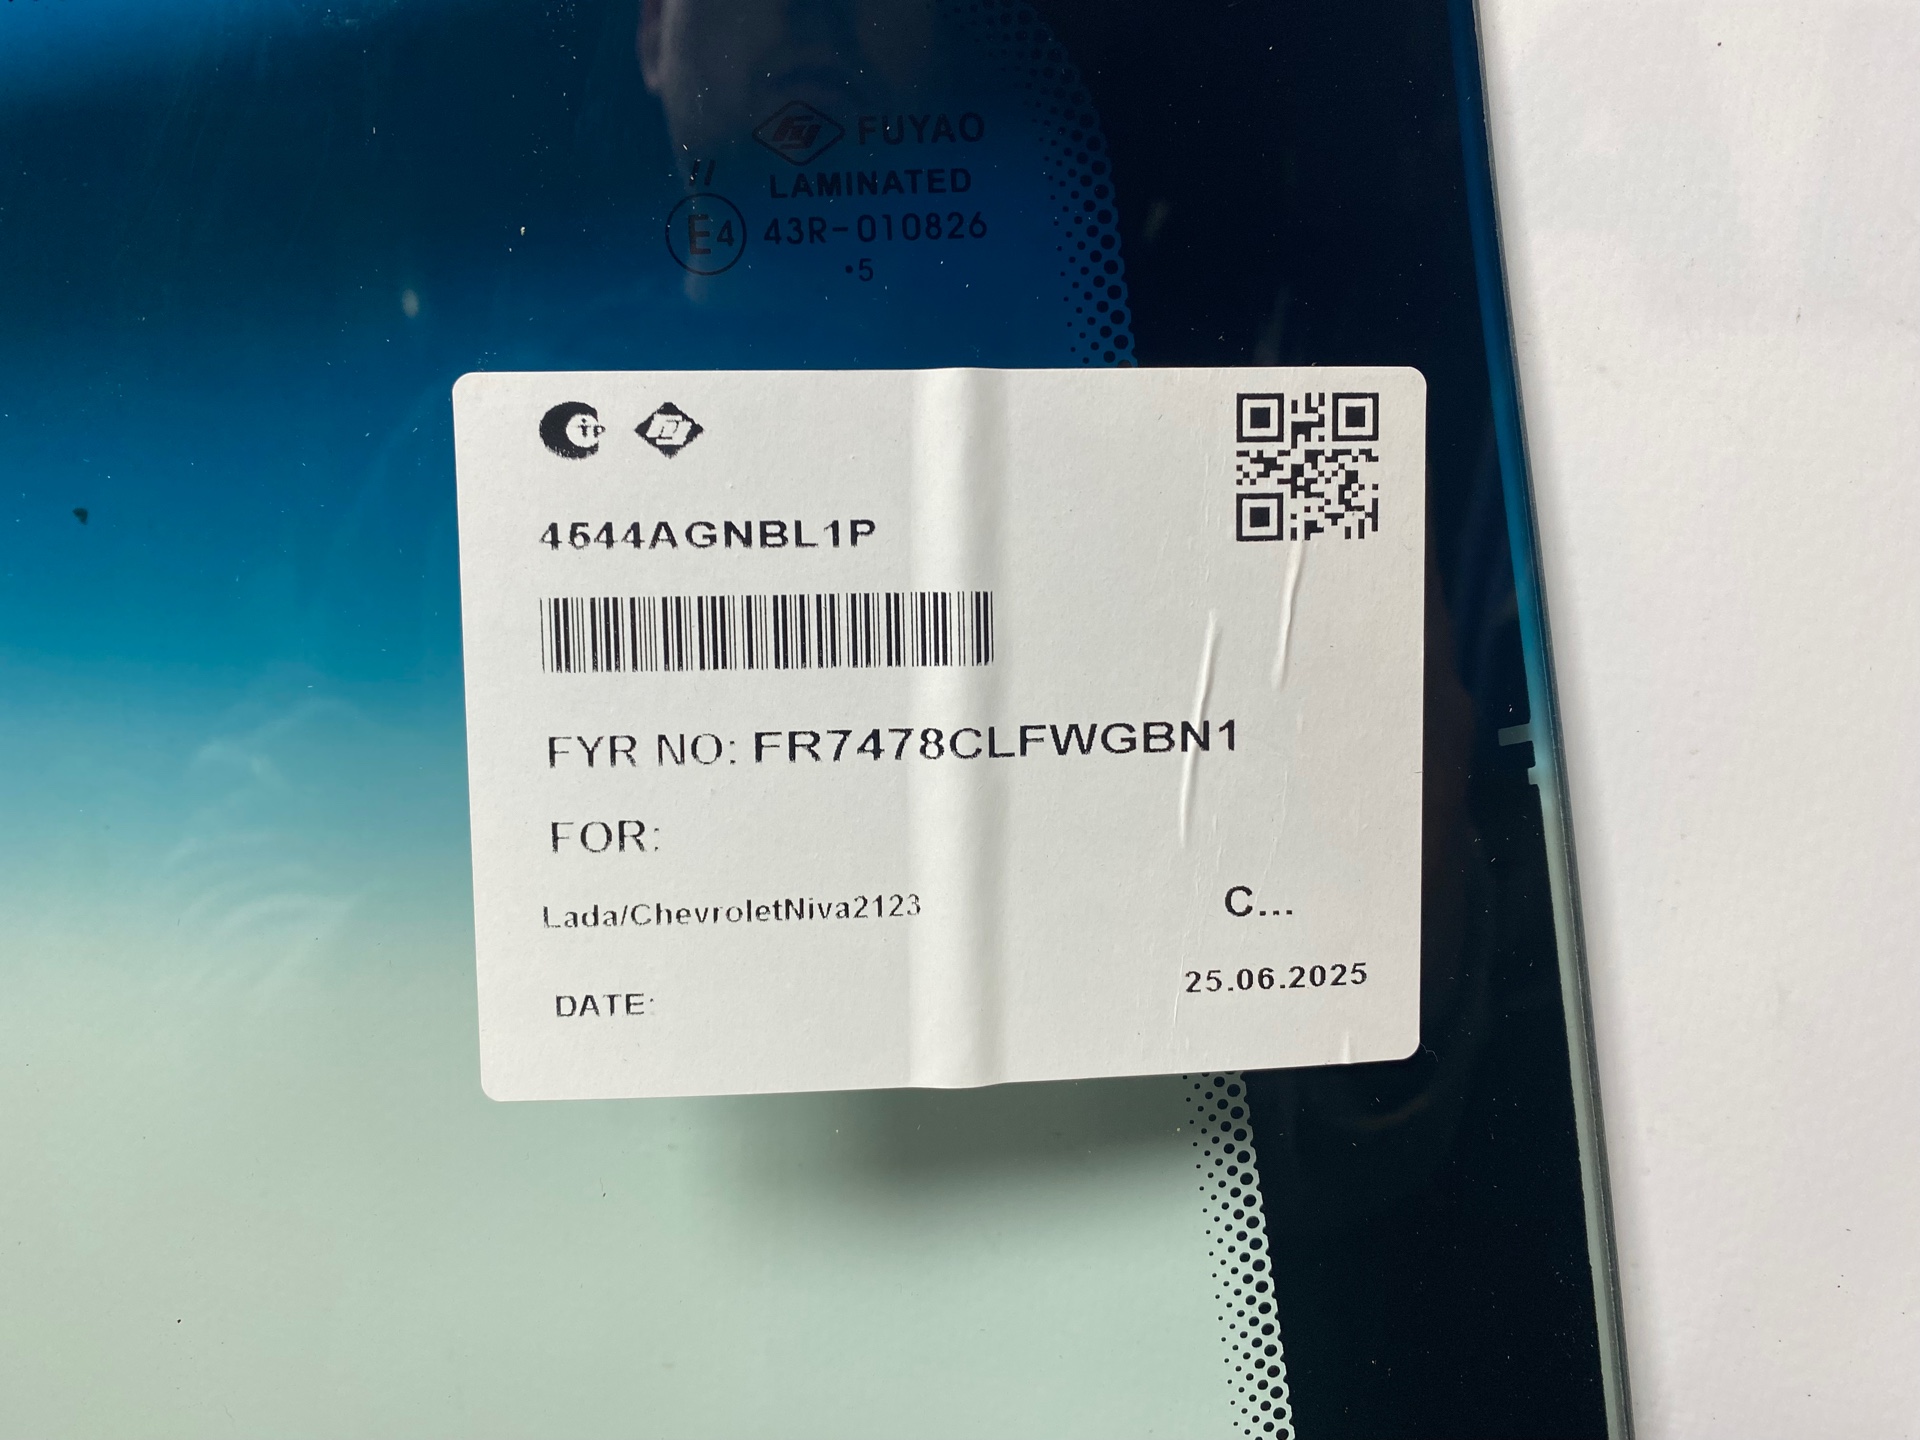 FUYAO
//
LAMINATED
E4 43R-010826
·5
4544AGNBL1P
FYR NO: FR7478CLFWGBN1
FOR:
Lada/ChevroletNiva2123
C...
25.06.2025
DATE: